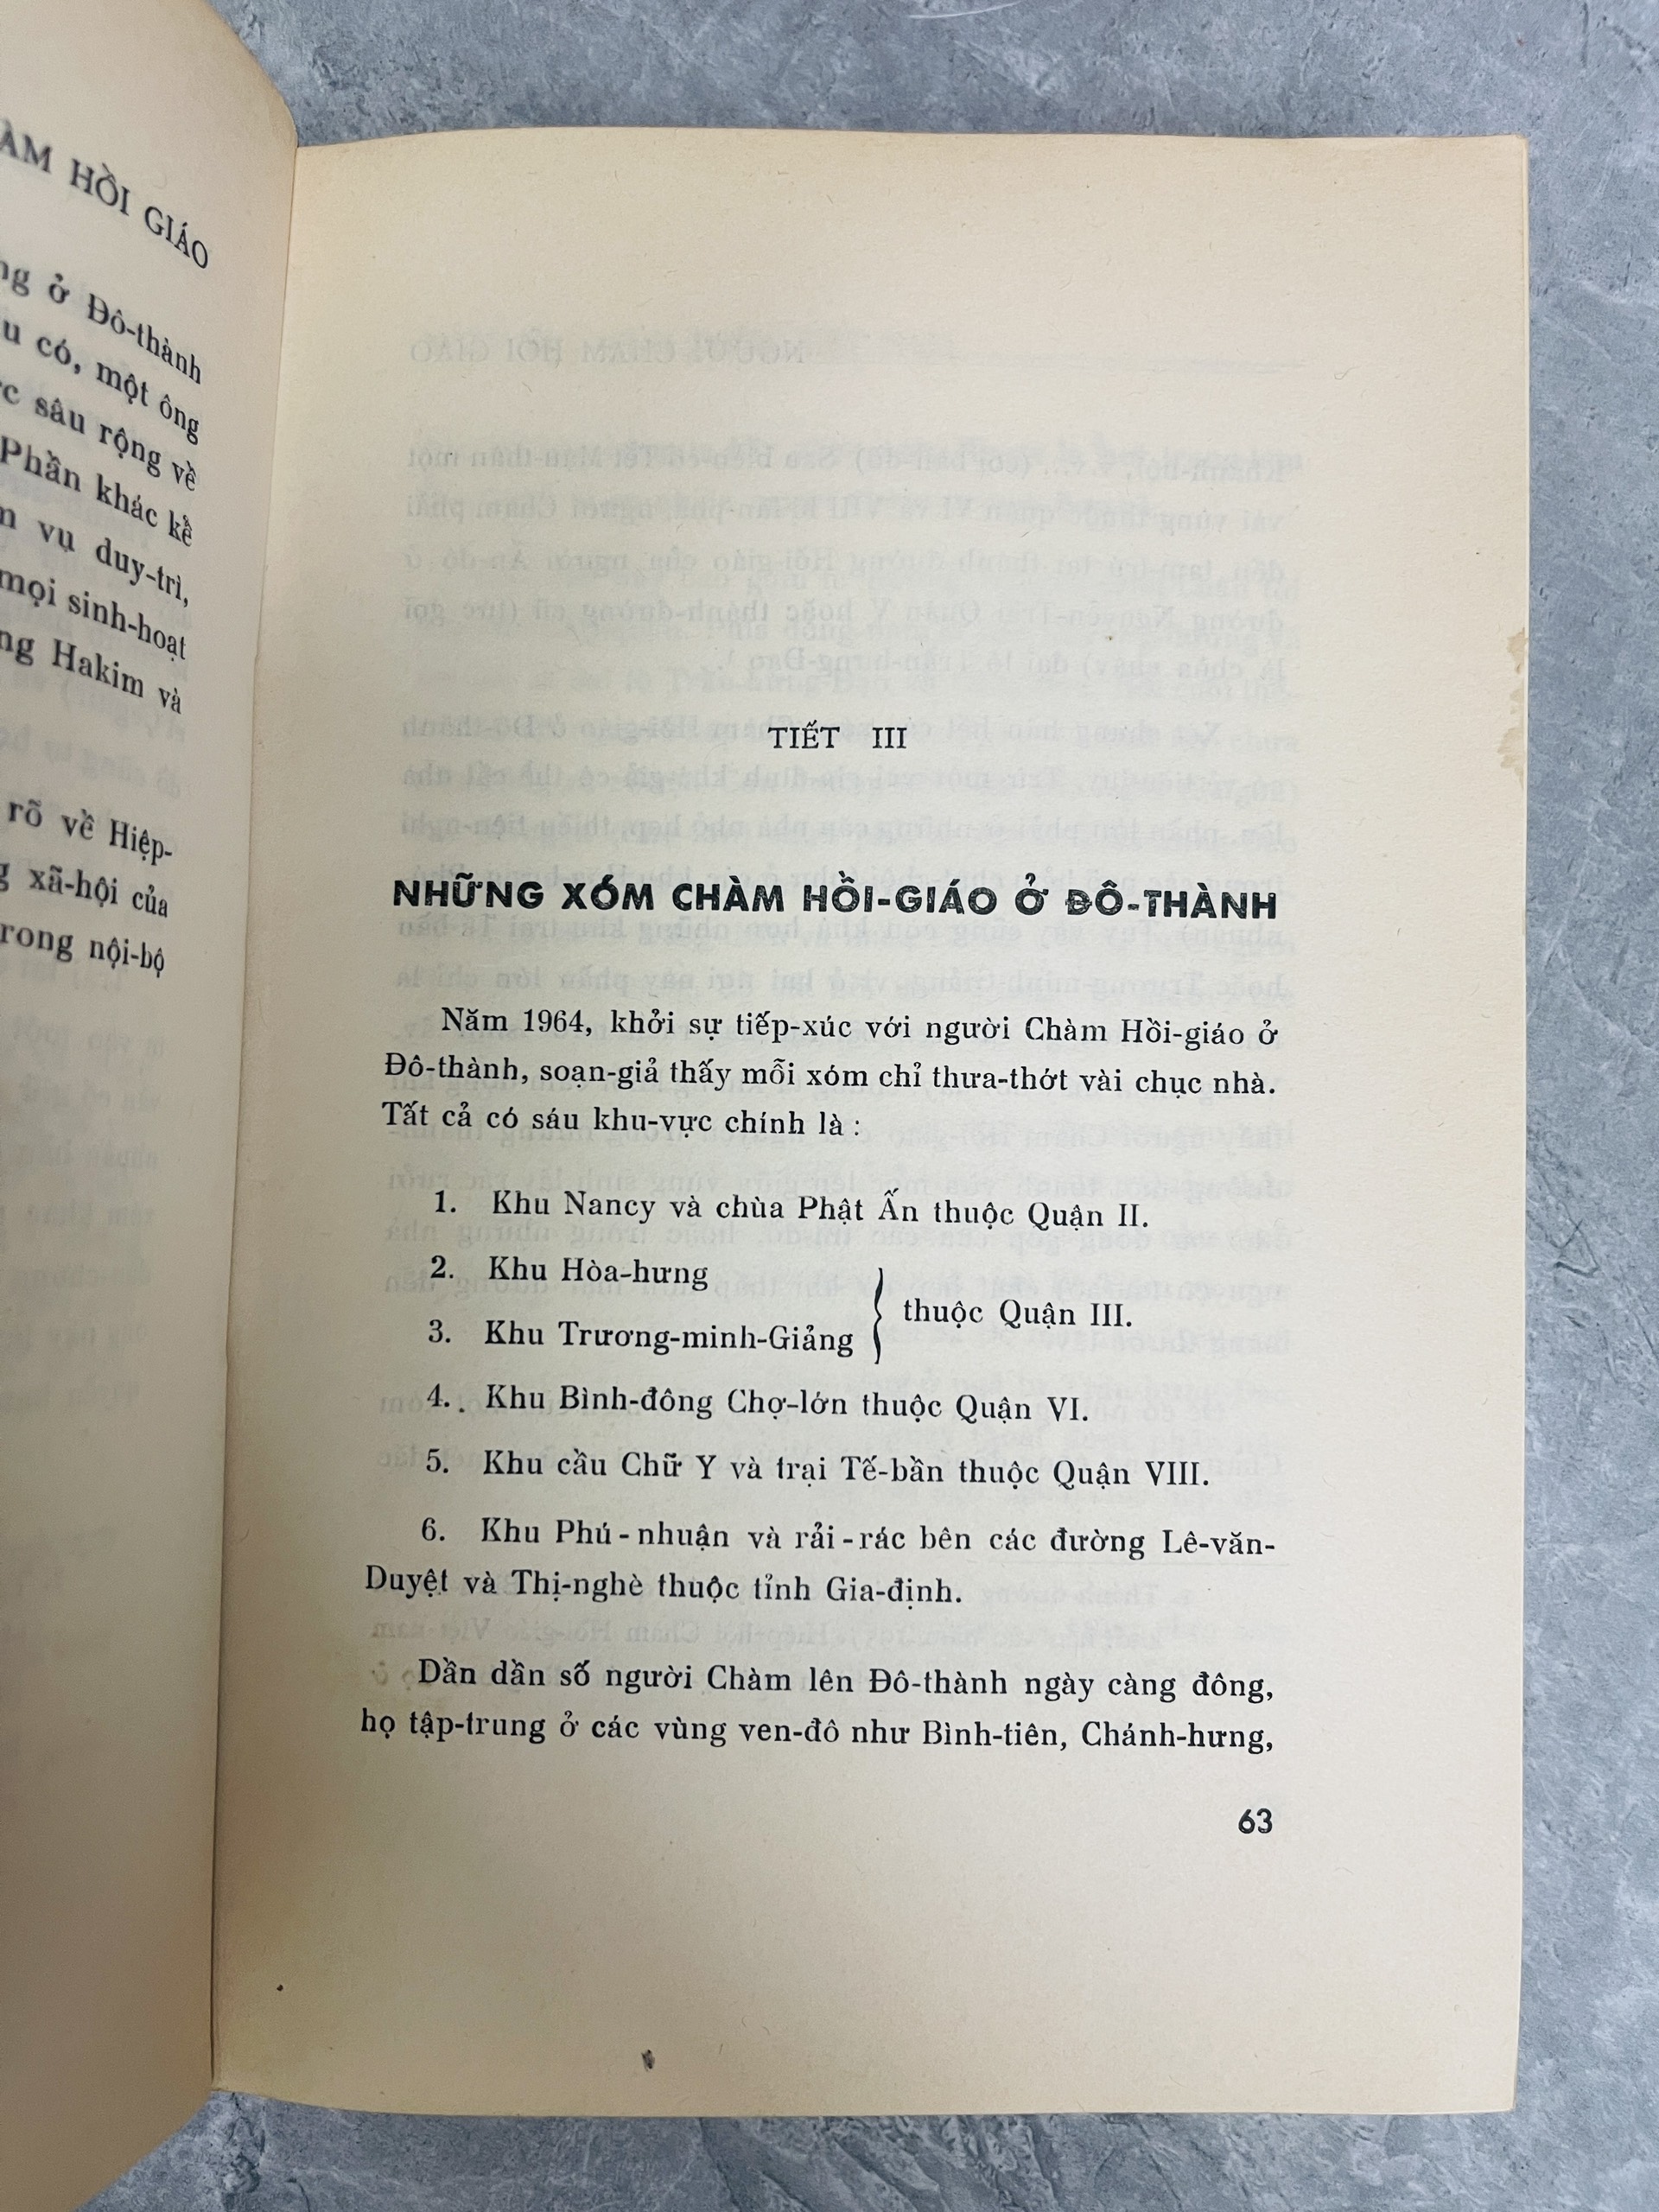 ÀM HỒI GIÁO
ng ở Đô-thành
u có, một ông
sâu rộng về
Phần khác kể
vụ duy-trì,
mọi sinh-hoạt
ng Hakim và
rõ về Hiệp-
xã-hội của
rong nội-bộ
TIẾT III
NHỮNG XÓM CHÀM HỒI-GIÁO Ở ĐÔ-THÀNH
Năm 1964, khởi sự tiếp-xúc với người Chàm Hồi-giáo ở
Đô-thành, soạn-giả thấy mỗi xóm chỉ thưa-thớt vài chục nhà.
Tất cả có sáu khu-vực chính là :
1. Khu Nancy và chùa Phật Ấn thuộc Quận II.
2. Khu Hòa-hưng
3. Khu Trương-minh-Giảng } thuộc Quận III.
4. Khu Bình-đông Chợ-lớn thuộc Quận VI.
5. Khu cầu Chữ Y và trại Tế-bần thuộc Quận VIII.
6. Khu Phú-nhuận và rải-rác bên các đường Lê-văn-
Duyệt và Thị-nghè thuộc tỉnh Gia-định.
Dần dần số người Chàm lên Đô-thành ngày càng đông,
họ tập-trung ở các vùng ven-đô như Bình-tiên, Chánh-hưng,
63